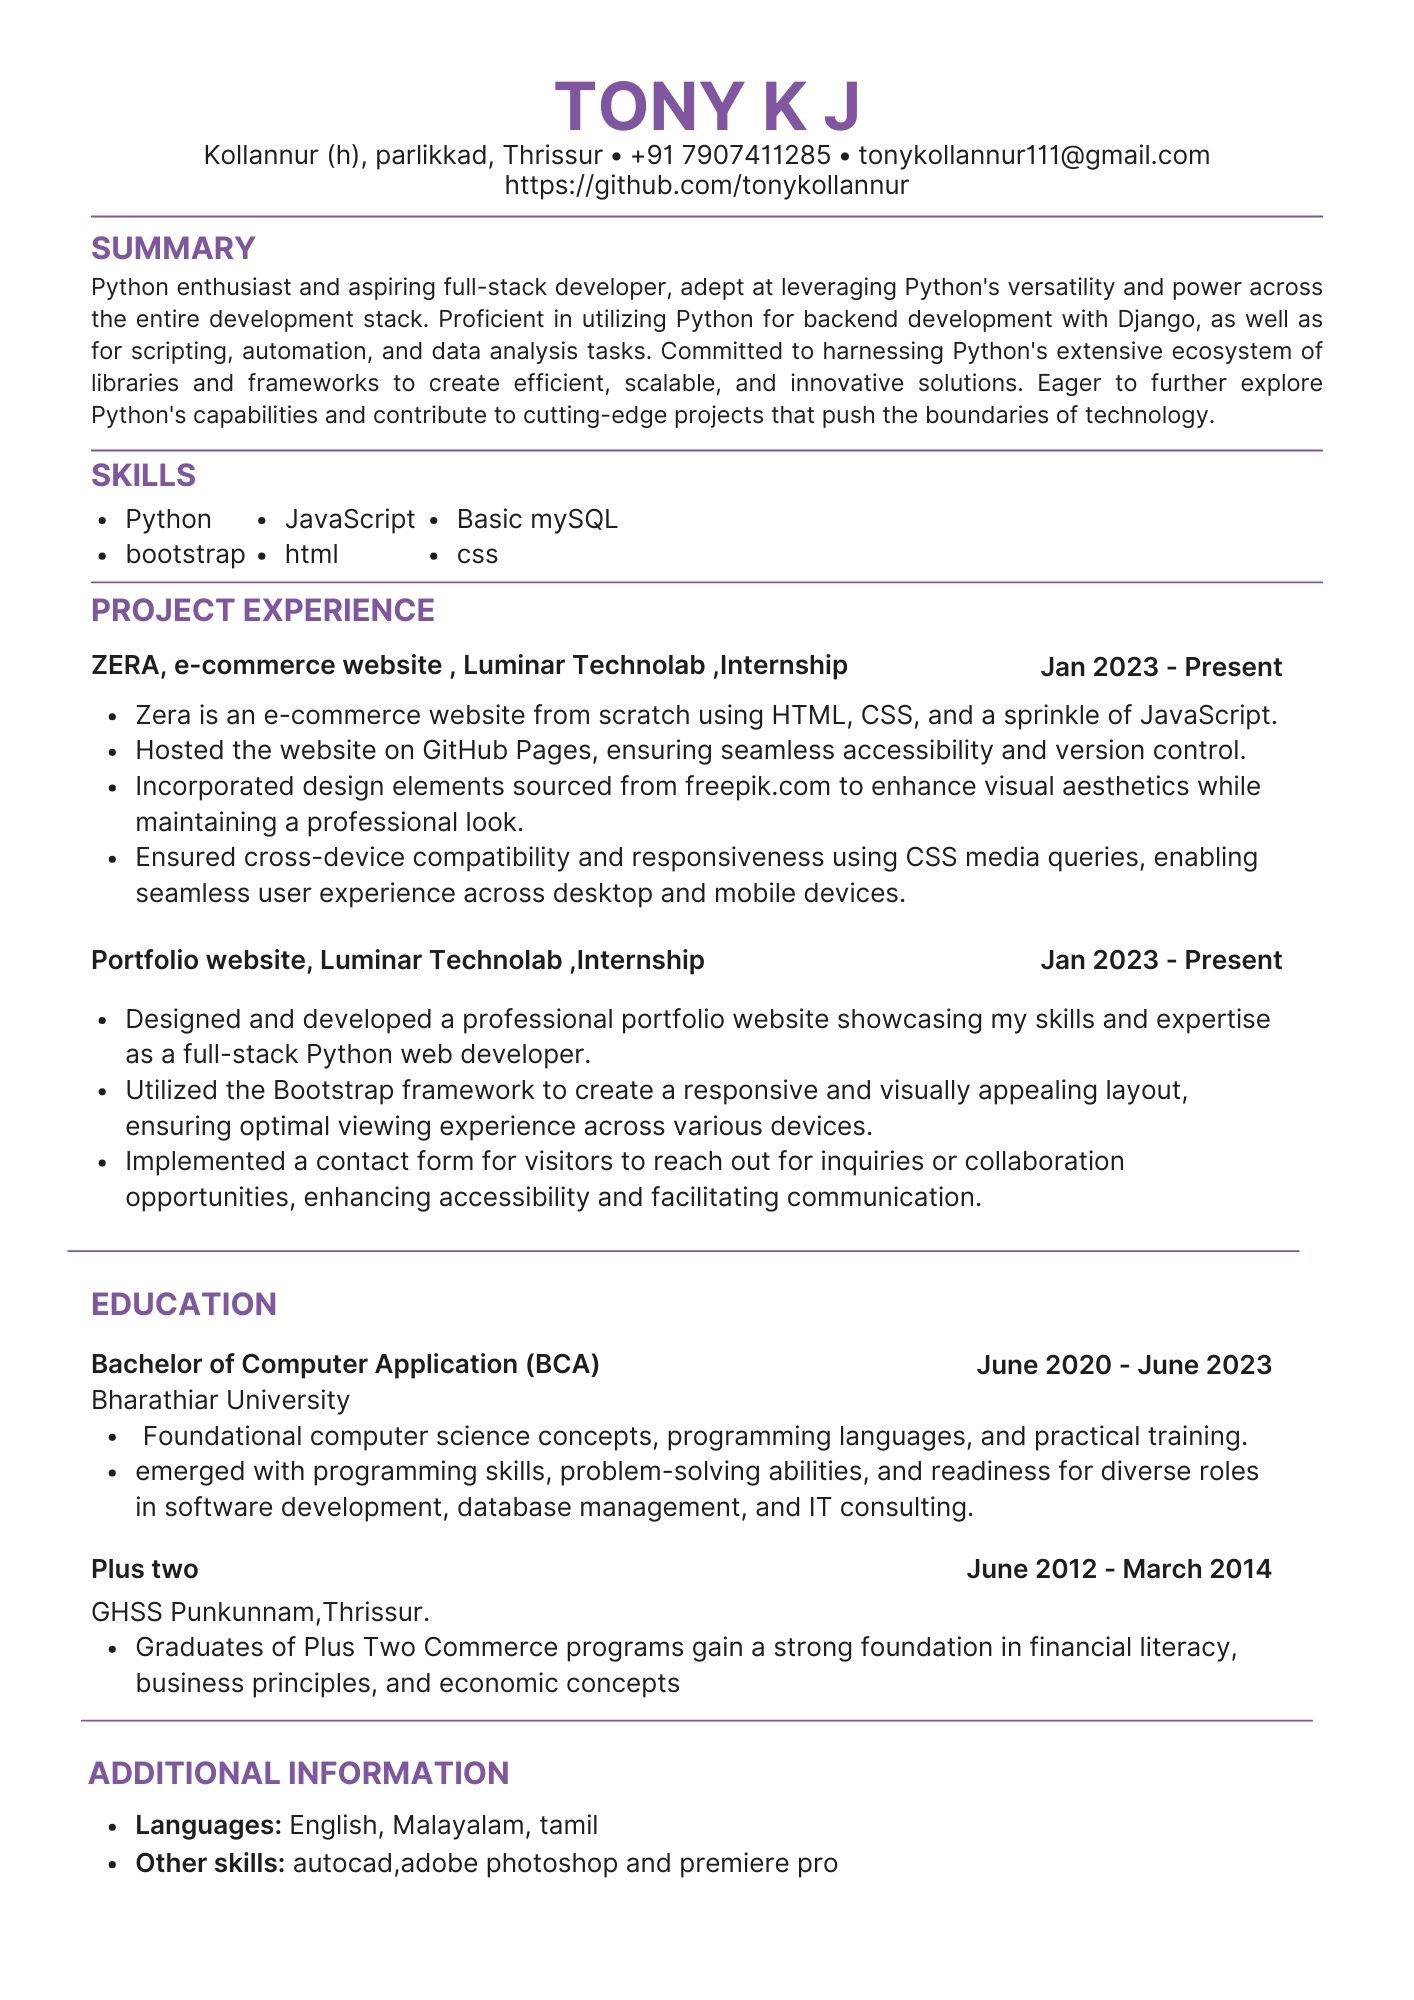 TONY K J
Kollannur (h), parlikkad, Thrissur • +91 7907411285 • tonykollannur111@gmail.com
https://github.com/tonykollannur
SUMMARY
Python enthusiast and aspiring full-stack developer, adept at leveraging Python's versatility and power across
the entire development stack. Proficient in utilizing Python for backend development with Django, as well as
for scripting, automation, and data analysis tasks. Committed to harnessing Python's extensive ecosystem of
libraries and frameworks to create efficient, scalable, and innovative solutions. Eager to further explore
Python's capabilities and contribute to cutting-edge projects that push the boundaries of technology.
SKILLS
• Python • JavaScript • Basic mySQL
• bootstrap • html • css
PROJECT EXPERIENCE
ZERA, e-commerce website , Luminar Technolab ,Internship Jan 2023 - Present
• Zera is an e-commerce website from scratch using HTML, CSS, and a sprinkle of JavaScript.
• Hosted the website on GitHub Pages, ensuring seamless accessibility and version control.
• Incorporated design elements sourced from freepik.com to enhance visual aesthetics while
maintaining a professional look.
• Ensured cross-device compatibility and responsiveness using CSS media queries, enabling
seamless user experience across desktop and mobile devices.
Portfolio website, Luminar Technolab ,Internship Jan 2023 - Present
• Designed and developed a professional portfolio website showcasing my skills and expertise
as a full-stack Python web developer.
• Utilized the Bootstrap framework to create a responsive and visually appealing layout,
ensuring optimal viewing experience across various devices.
• Implemented a contact form for visitors to reach out for inquiries or collaboration
opportunities, enhancing accessibility and facilitating communication.
EDUCATION
Bachelor of Computer Application (BCA) June 2020 - June 2023
Bharathiar University
• Foundational computer science concepts, programming languages, and practical training.
• emerged with programming skills, problem-solving abilities, and readiness for diverse roles
in software development, database management, and IT consulting.
Plus two June 2012 - March 2014
GHSS Punkunnam,Thrissur.
• Graduates of Plus Two Commerce programs gain a strong foundation in financial literacy,
business principles, and economic concepts
ADDITIONAL INFORMATION
• Languages: English, Malayalam, tamil
• Other skills: autocad,adobe photoshop and premiere pro